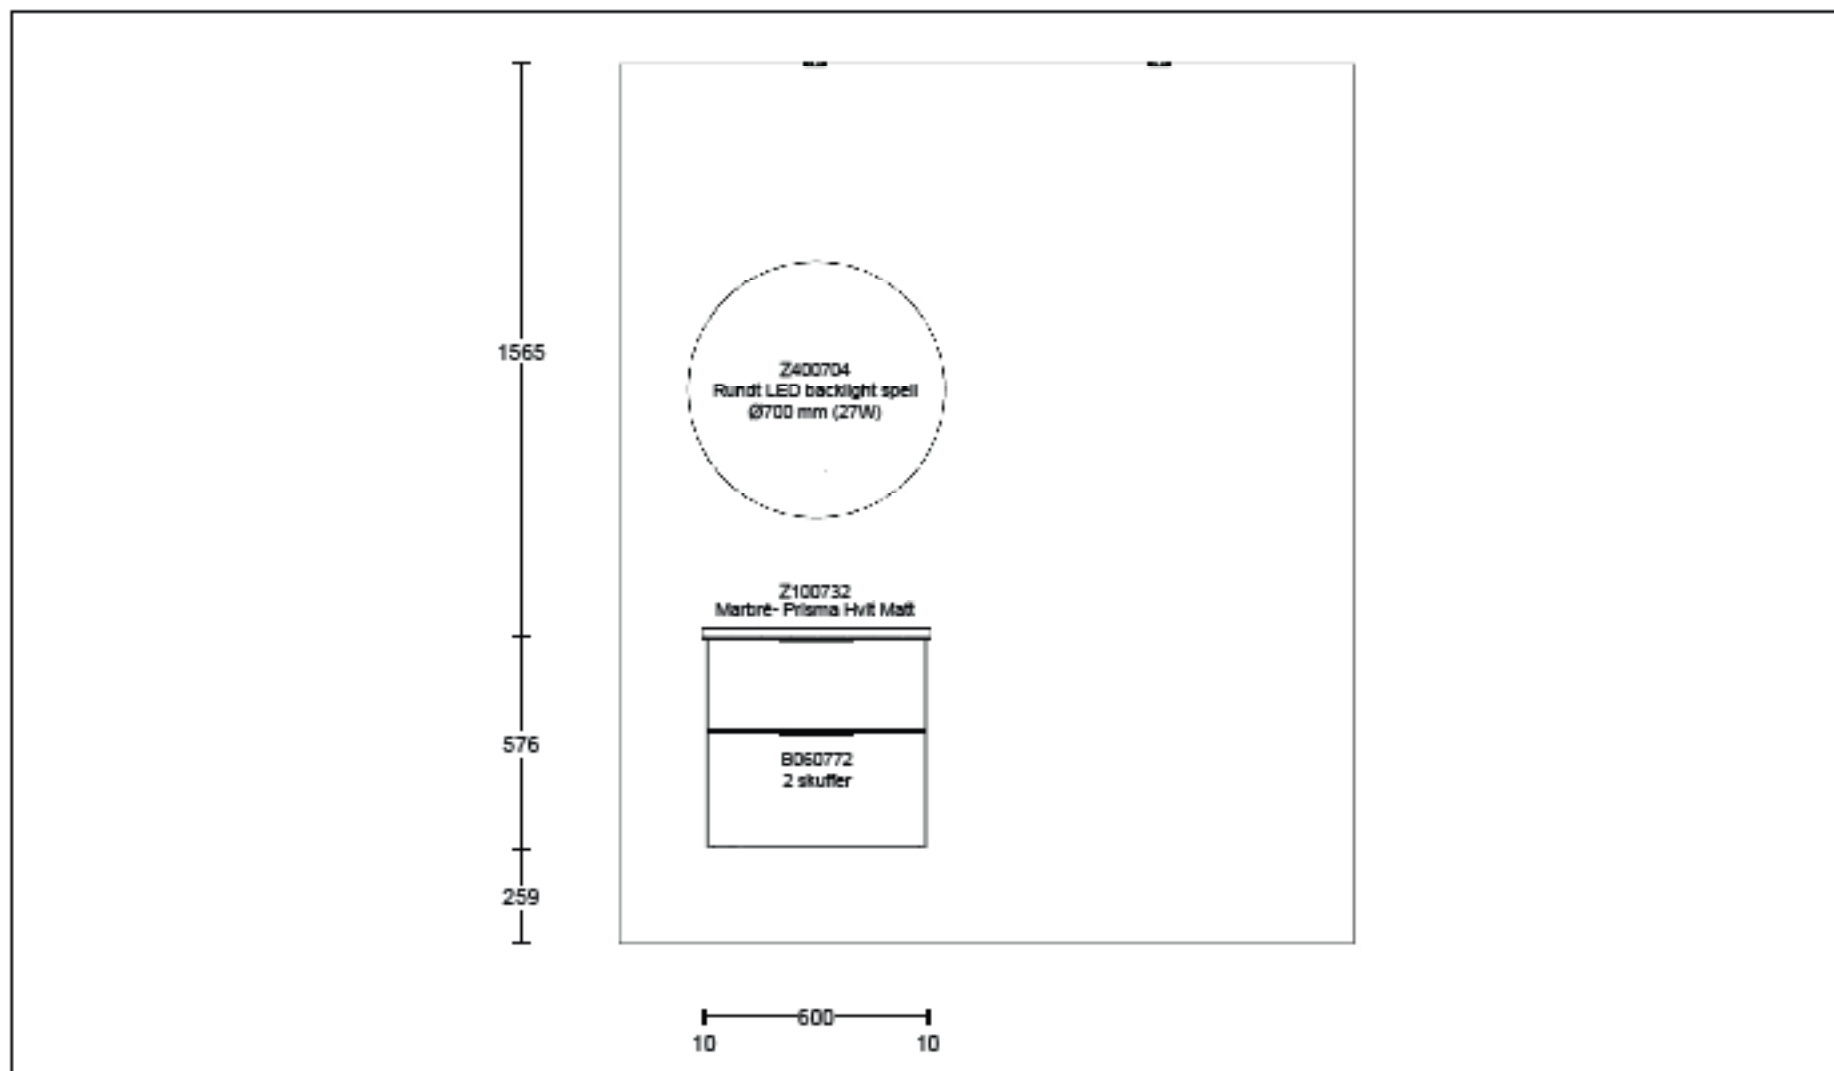 1565
Z400704
Rundt LED backlight speil
Ø700 mm (27W)
Z100732
Marbré- Prisma Hvit Matt
576
B060772
2 skuffer
259
600
10
10